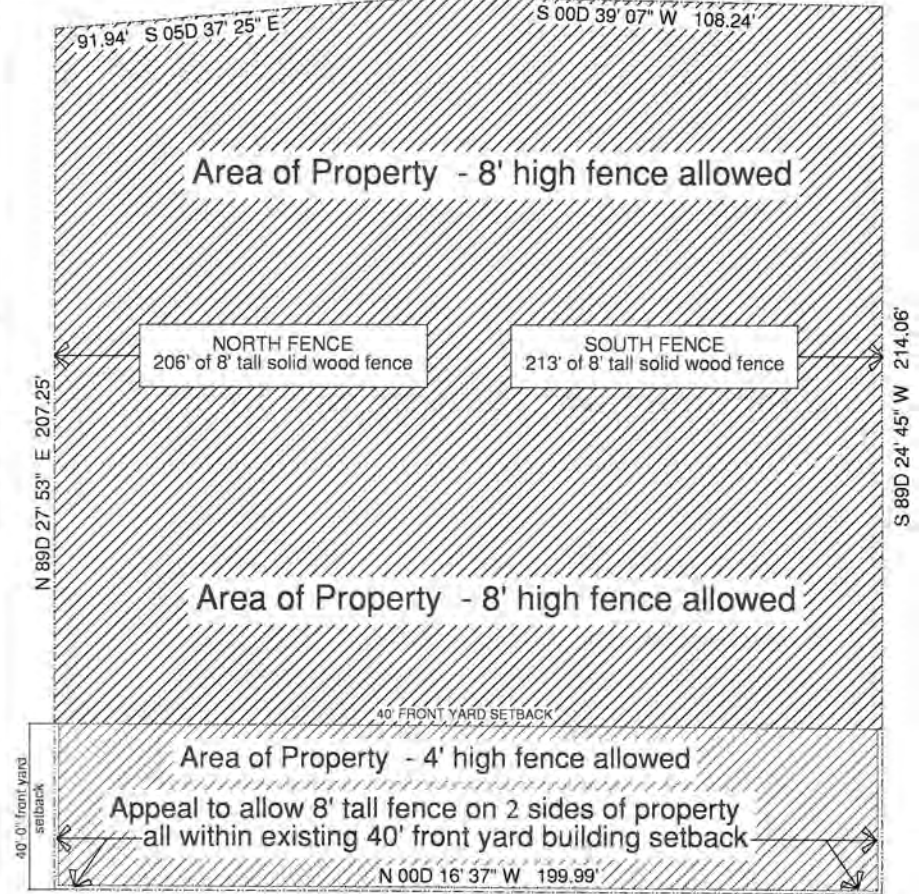 91.94' S 05D 37' 25" E
S 00D 39' 07" W 108.24'
Area of Property - 8' high fence allowed
NORTH FENCE
206' of 8' tall solid wood fence
SOUTH FENCE
213' of 8' tall solid wood fence
N 89D 27' 53" E 207.25'
S 89D 24' 45" W 214.06'
Area of Property - 8' high fence allowed
40' FRONT YARD SETBACK
40'-0" front yard
setback
Area of Property - 4' high fence allowed
Appeal to allow 8' tall fence on 2 sides of property
all within existing 40' front yard building setback
N 00D 16' 37" W 199.99'